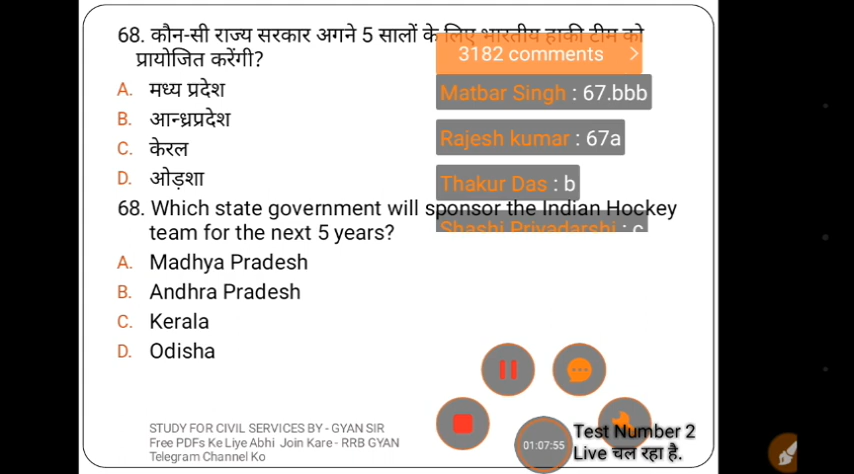 68. कौन-सी राज्य सरकार अगने 5 सालों के लिए भारतीय हाकी टीम को
प्रायोजित करेंगी?
A. मध्य प्रदेश
B. आन्ध्रप्रदेश
C. केरल
D. ओड़शा
3182 comments >
Matbar Singh : 67.bbb
Rajesh kumar : 67a
Thakur Das : b
Shashi Priyadarshi : c
68. Which state government will sponsor the Indian Hockey
team for the next 5 years?
A. Madhya Pradesh
B. Andhra Pradesh
C. Kerala
D. Odisha
STUDY FOR CIVIL SERVICES BY - GYAN SIR
Free PDFs Ke Liye Abhi Join Kare - RRB GYAN
Telegram Channel Ko
01:07:55
Test Number 2
Live चल रहा है.